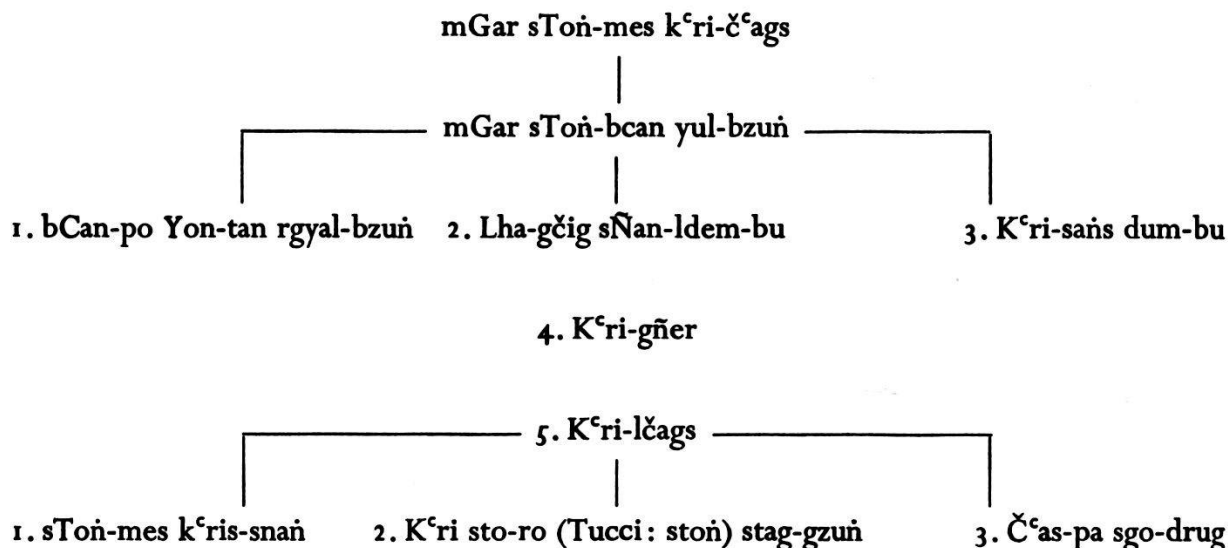 mGar sToṅ-mes kʿri-čʿags
mGar sToṅ-bcan yul-bzuṅ
1. bCan-po Yon-tan rgyal-bzuṅ 2. Lha-gčig sÑan-ldem-bu 3. Kʿri-saṅs dum-bu
4. Kʿri-gñer
5. Kʿri-lčags
1. sToṅ-mes kʿris-snaṅ 2. Kʿri sto-ro (Tucci: stoṅ) stag-gzuṅ 3. Čʿas-pa sgo-drug